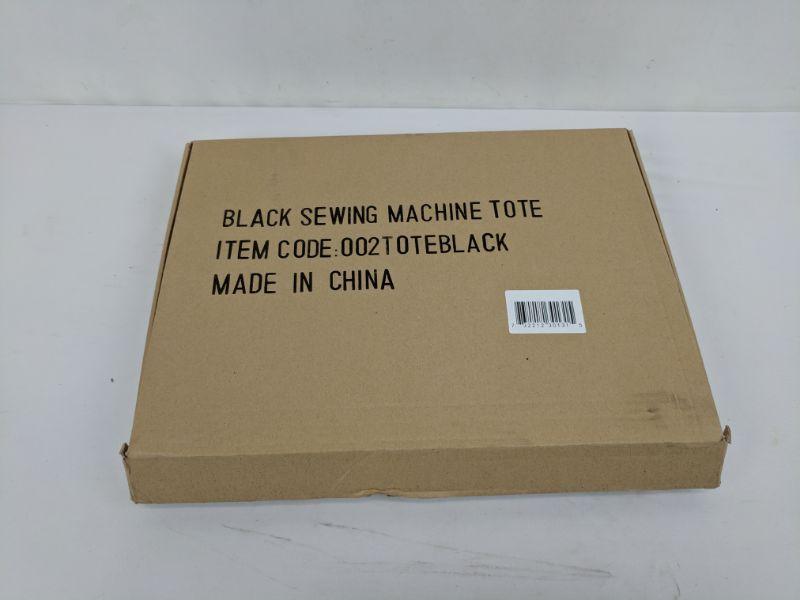 BLACK SEWING MACHINE TOTE
ITEM CODE:002TOTEBLACK
MADE IN CHINA